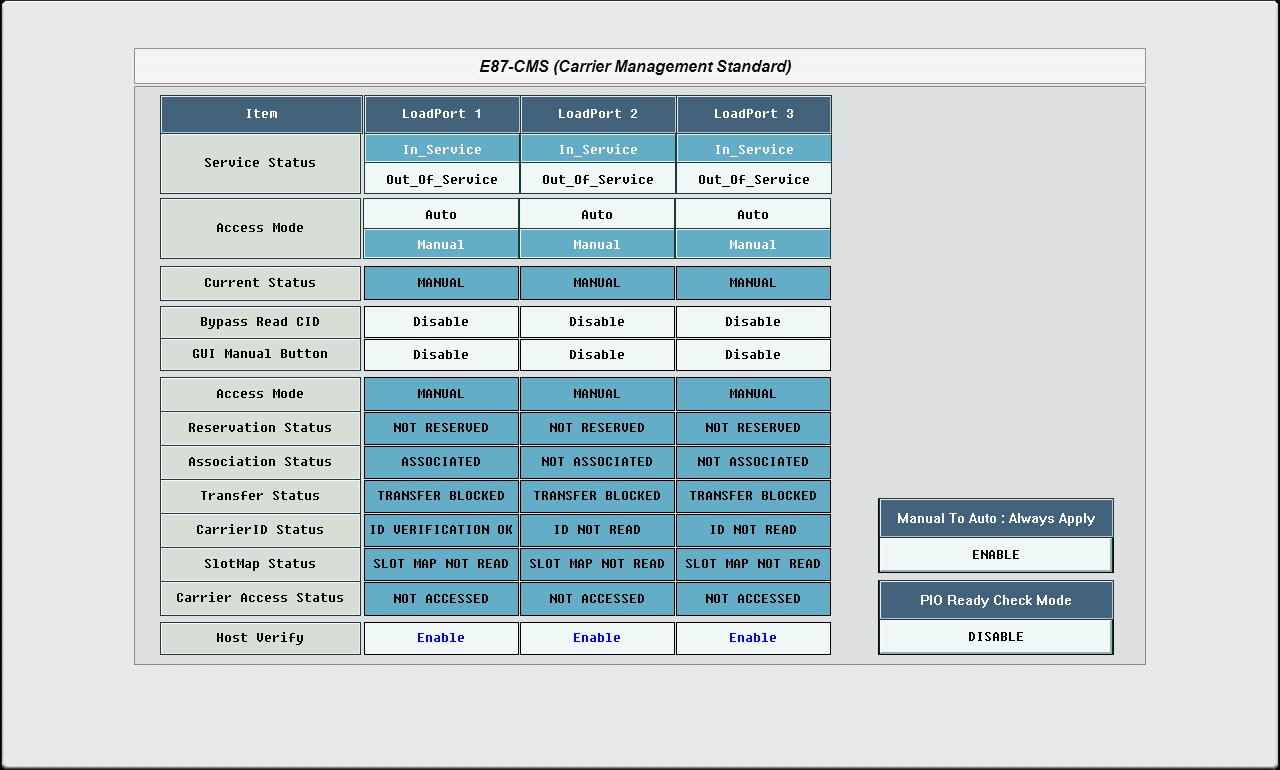 E87-CMS (Carrier Management Standard)
Item LoadPort 1 LoadPort 2 LoadPort 3
Service Status
In_Service In_Service In_Service
Out_Of_Service Out_Of_Service Out_Of_Service
Access Mode
Auto Auto Auto
Manual Manual Manual
Current Status MANUAL MANUAL MANUAL
Bypass Read CID Disable Disable Disable
GUI Manual Button Disable Disable Disable
Access Mode MANUAL MANUAL MANUAL
Reservation Status NOT RESERVED NOT RESERVED NOT RESERVED
Association Status ASSOCIATED NOT ASSOCIATED NOT ASSOCIATED
Transfer Status TRANSFER BLOCKED TRANSFER BLOCKED TRANSFER BLOCKED
CarrierID Status ID VERIFICATION OK ID NOT READ ID NOT READ
SlotMap Status SLOT MAP NOT READ SLOT MAP NOT READ SLOT MAP NOT READ
Carrier Access Status NOT ACCESSED NOT ACCESSED NOT ACCESSED
Host Verify Enable Enable Enable
Manual To Auto : Always Apply
ENABLE
PIO Ready Check Mode
DISABLE